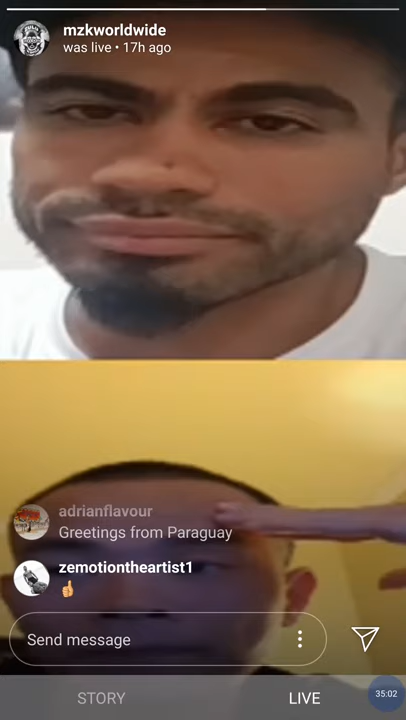 mzkworldwide
was live • 17h ago
adrianflavour
Greetings from Paraguay
zemotiontheartist1
👍
Send message
STORY
LIVE
35:02